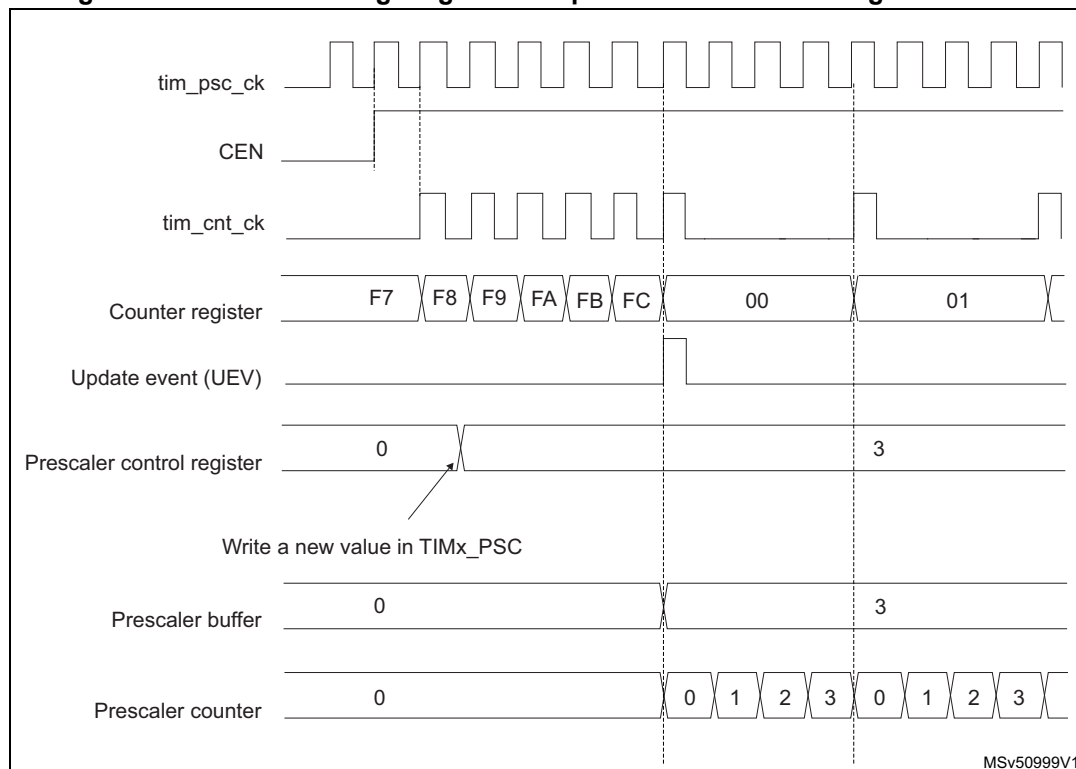 tim_psc_ck
CEN
tim_cnt_ck
Counter register F7 F8 F9 FA FB FC 00 01
Update event (UEV)
Prescaler control register 0 3
Write a new value in TIMx_PSC
Prescaler buffer 0 3
Prescaler counter 0 0 1 2 3 0 1 2 3
MSv50999V1